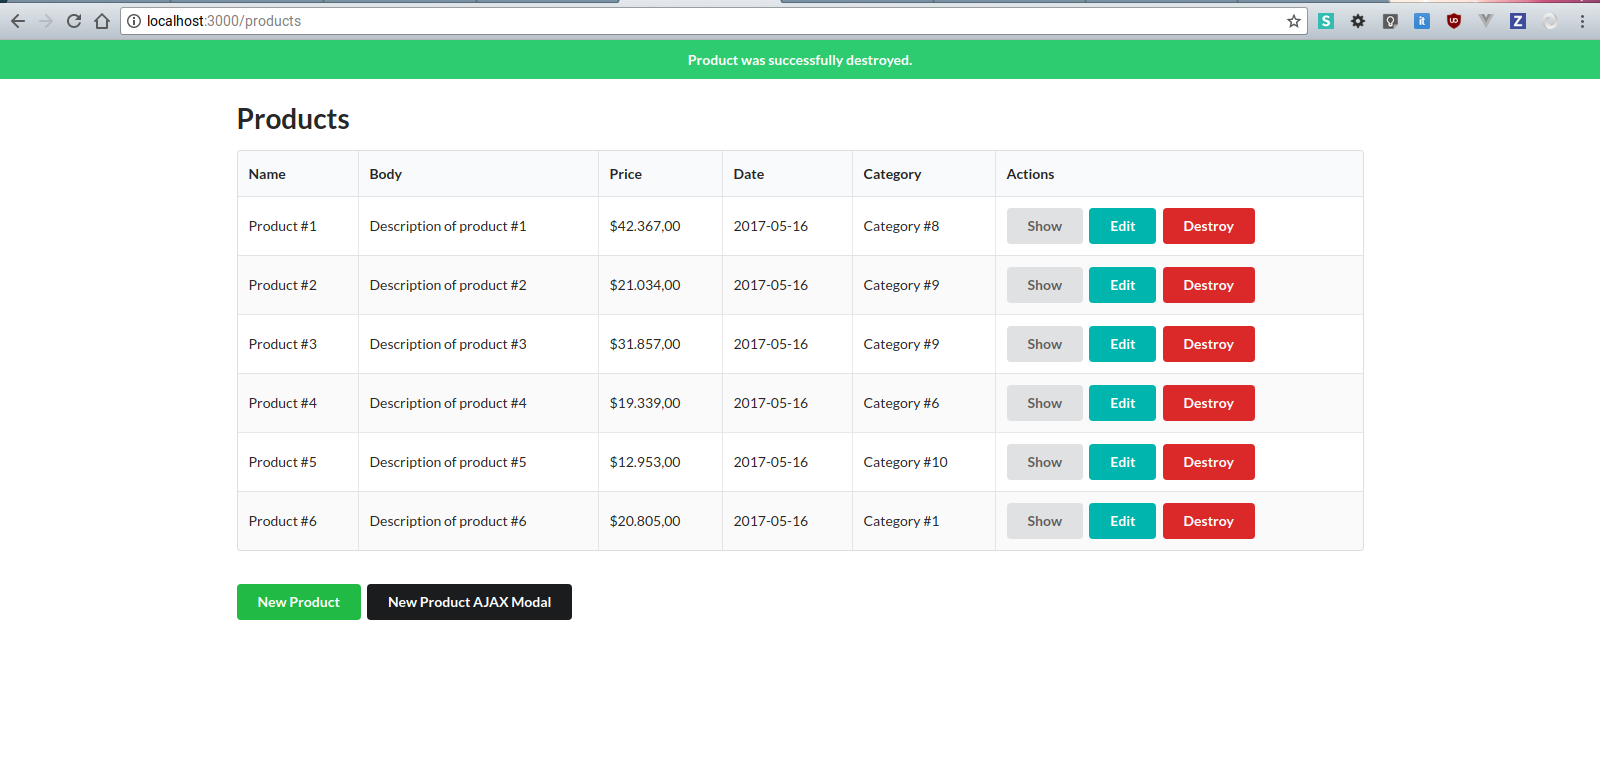 localhost:3000/products
S it UD Z
Product was successfully destroyed.
Products
Name Body Price Date Category Actions
Product #1 Description of product #1 $42.367,00 2017-05-16 Category #8 Show Edit Destroy
Product #2 Description of product #2 $21.034,00 2017-05-16 Category #9 Show Edit Destroy
Product #3 Description of product #3 $31.857,00 2017-05-16 Category #9 Show Edit Destroy
Product #4 Description of product #4 $19.339,00 2017-05-16 Category #6 Show Edit Destroy
Product #5 Description of product #5 $12.953,00 2017-05-16 Category #10 Show Edit Destroy
Product #6 Description of product #6 $20.805,00 2017-05-16 Category #1 Show Edit Destroy
New Product New Product AJAX Modal